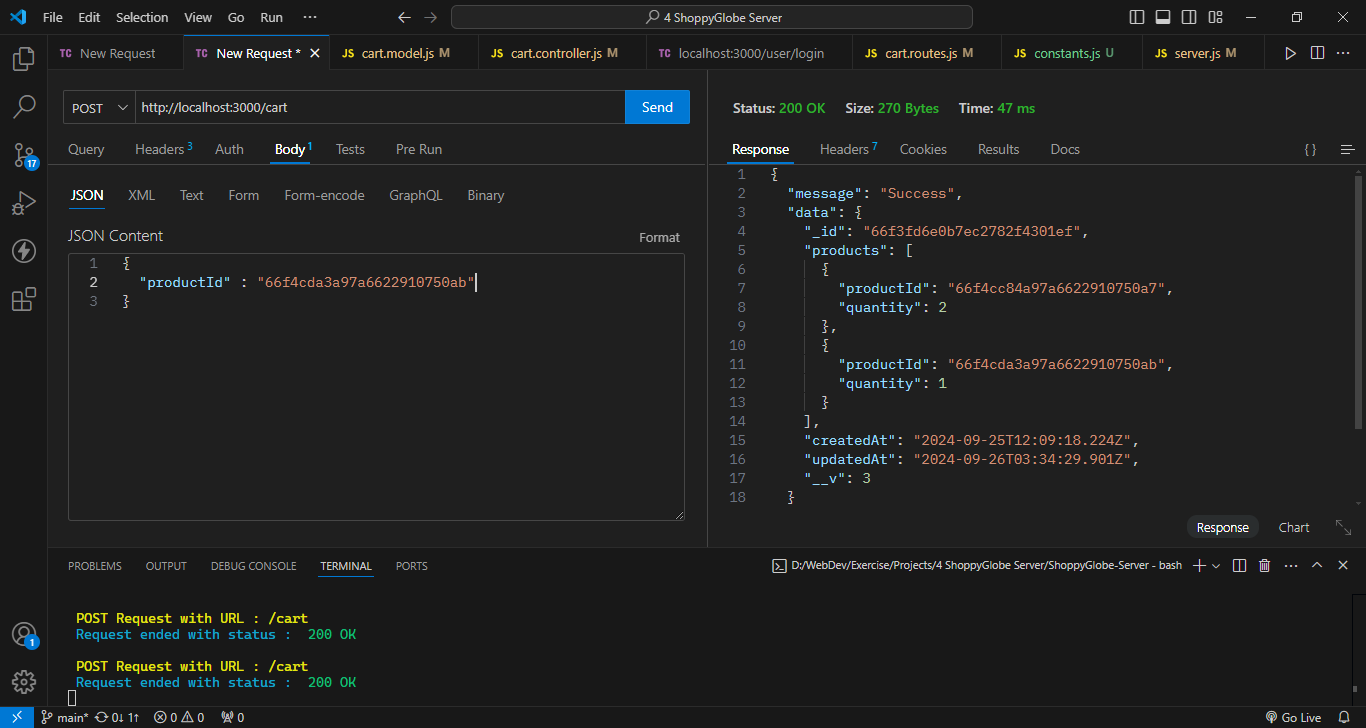 File Edit Selection View Go Run ··· 4 ShoppyGlobe Server
TC New Request TC New Request * JS cart.model.js M JS cart.controller.js M TC localhost:3000/user/login JS cart.routes.js M JS constants.js U JS server.js M
POST http://localhost:3000/cart Send
Query Headers 3 Auth Body 1 Tests Pre Run
JSON XML Text Form Form-encode GraphQL Binary
JSON Content Format
1 {
2 "productId" : "66f4cda3a97a6622910750ab"
3 }
Status: 200 OK Size: 270 Bytes Time: 47 ms
Response Headers 7 Cookies Results Docs { }
1 {
2 "message": "Success",
3 "data": {
4 "_id": "66f3fd6e0b7ec2782f4301ef",
5 "products": [
6 {
7 "productId": "66f4cc84a97a6622910750a7",
8 "quantity": 2
9 },
10 {
11 "productId": "66f4cda3a97a6622910750ab",
12 "quantity": 1
13 }
14 ],
15 "createdAt": "2024-09-25T12:09:18.224Z",
16 "updatedAt": "2024-09-26T03:34:29.901Z",
17 "__v": 3
18 }
Response Chart
17
1
PROBLEMS OUTPUT DEBUG CONSOLE TERMINAL PORTS D:/WebDev/Exercise/Projects/4 ShoppyGlobe Server/ShoppyGlobe-Server - bash
POST Request with URL : /cart
Request ended with status : 200 OK
POST Request with URL : /cart
Request ended with status : 200 OK
main* 0↓ 1↑ 0 0 0 Go Live